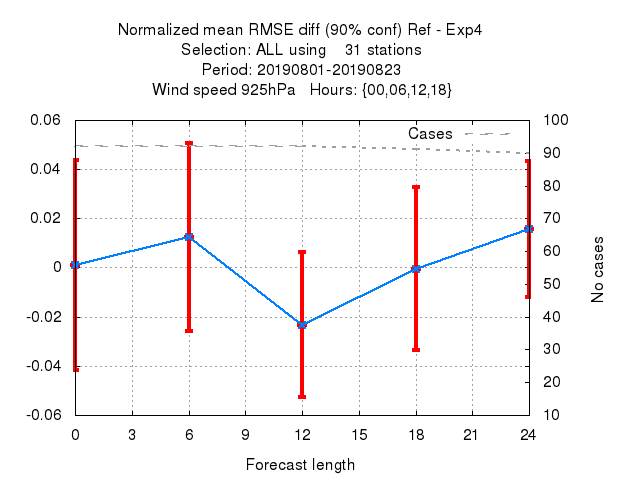 Normalized mean RMSE diff (90% conf) Ref - Exp4
Selection: ALL using    31 stations
Period: 20190801-20190823
Wind speed 925hPa   Hours: {00,06,12,18}
Cases
0.06
0.04
0.02
0
-0.02
-0.04
-0.06
100
90
80
70
60
50
40
30
20
10
No cases
0 3 6 9 12 15 18 21 24
Forecast length